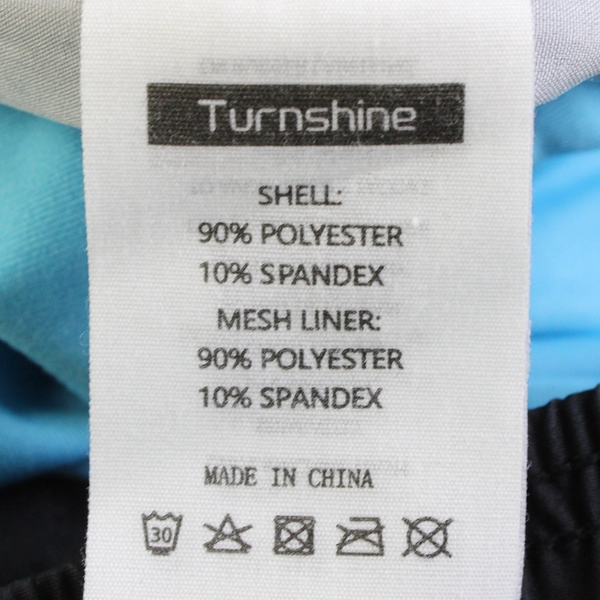 Turnshine
SHELL:
90% POLYESTER
10% SPANDEX
MESH LINER:
90% POLYESTER
10% SPANDEX
MADE IN CHINA
30